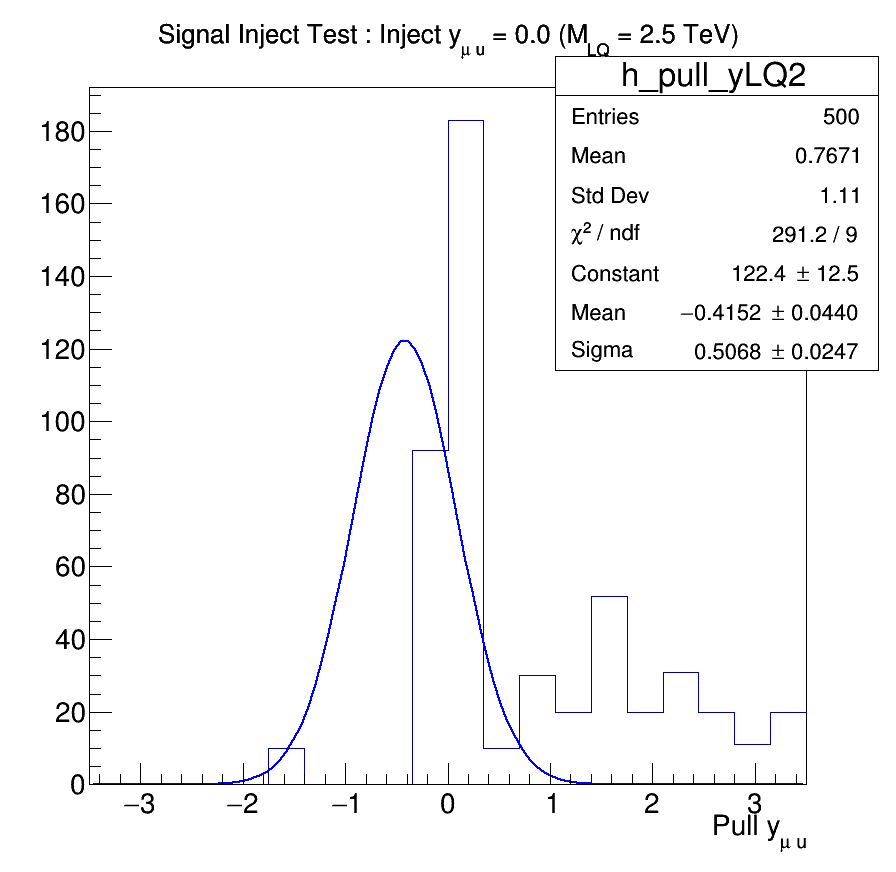 Signal Inject Test : Inject y_μ u = 0.0 (M_LQ = 2.5 TeV)
h_pull_yLQ2
Entries 500
Mean 0.7671
Std Dev 1.11
χ² / ndf 291.2 / 9
Constant 122.4 ± 12.5
Mean −0.4152 ± 0.0440
Sigma 0.5068 ± 0.0247
180
160
140
120
100
80
60
40
20
0
−3 −2 −1 0 1 2 3
Pull y_μ u